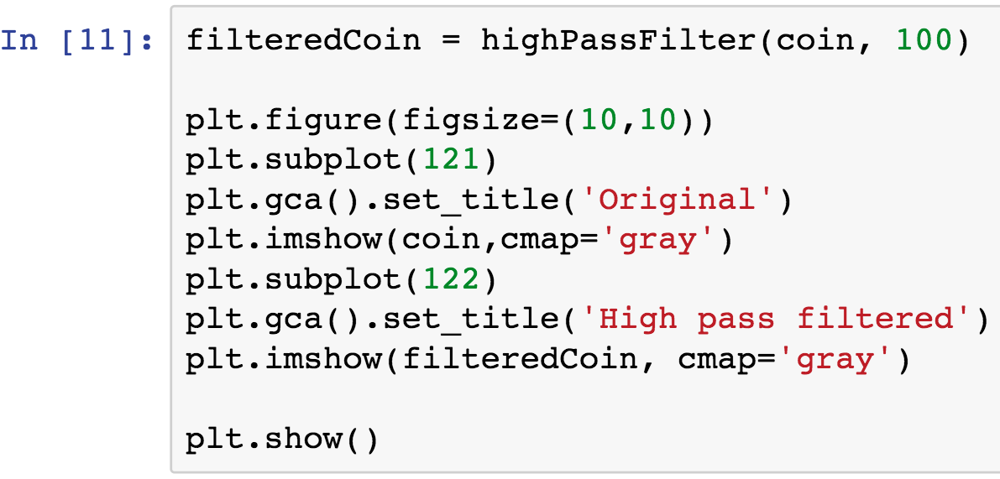 In [11]: filteredCoin = highPassFilter(coin, 100)
plt.figure(figsize=(10,10))
plt.subplot(121)
plt.gca().set_title('Original')
plt.imshow(coin,cmap='gray')
plt.subplot(122)
plt.gca().set_title('High pass filtered')
plt.imshow(filteredCoin, cmap='gray')
plt.show()